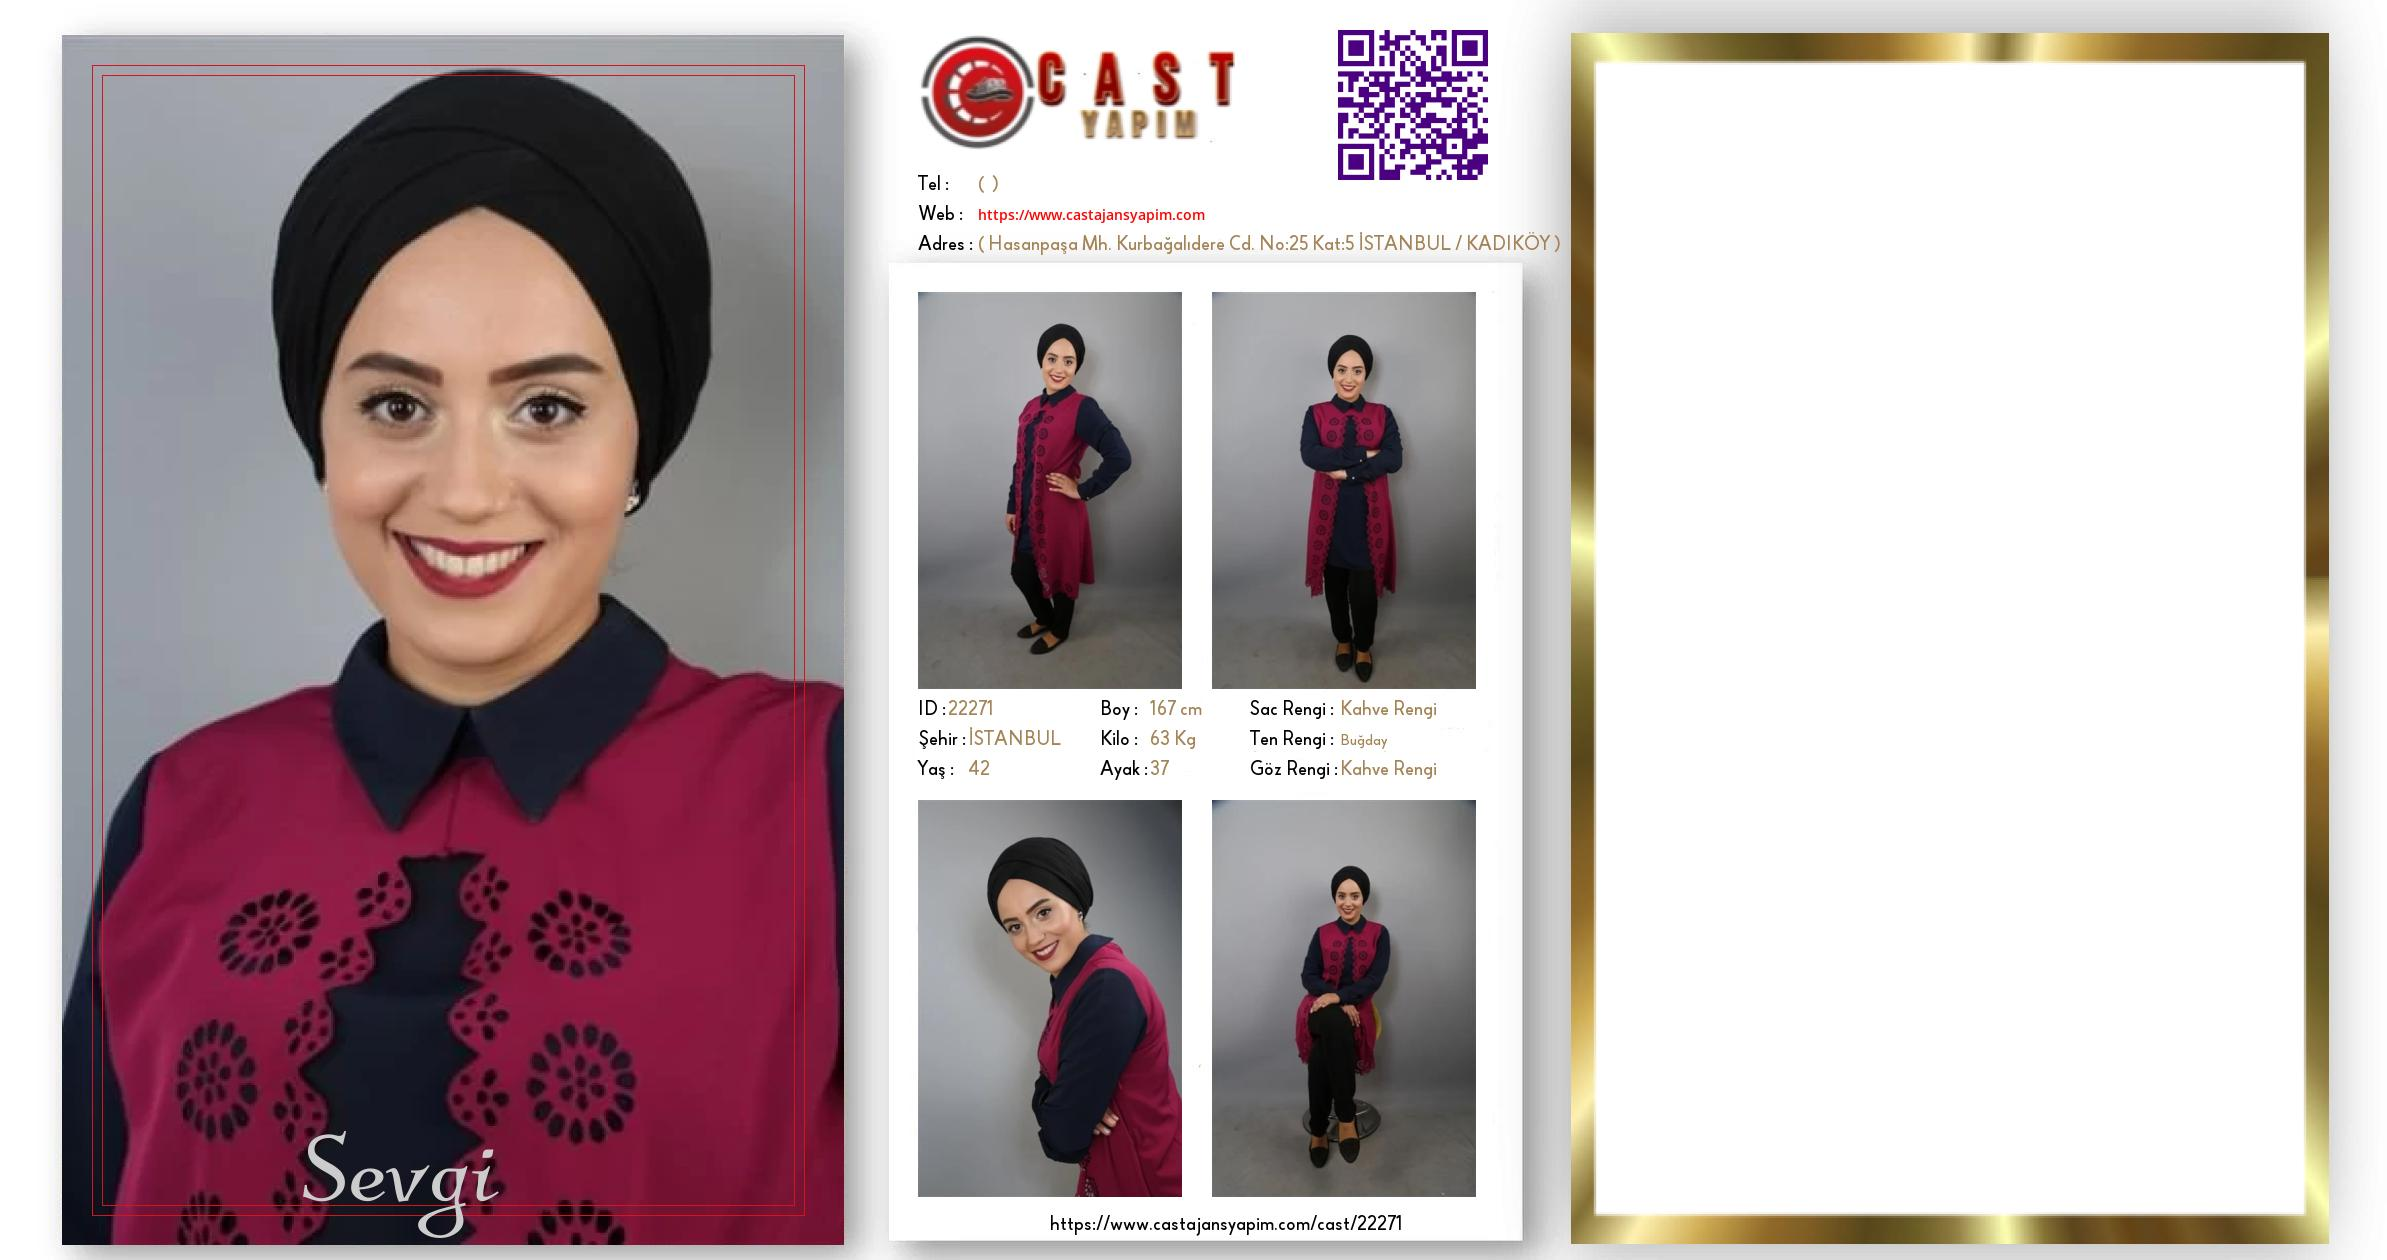 Sevgi
CAST
YAPIM
Tel : ( )
Web : https://www.castajansyapim.com
Adres : ( Hasanpaşa Mh. Kurbağalıdere Cd. No:25 Kat:5 İSTANBUL / KADIKÖY )
ID : 22271 Boy : 167 cm Sac Rengi : Kahve Rengi
Şehir : İSTANBUL Kilo : 63 Kg Ten Rengi : Buğday
Yaş : 42 Ayak : 37 Göz Rengi : Kahve Rengi
https://www.castajansyapim.com/cast/22271